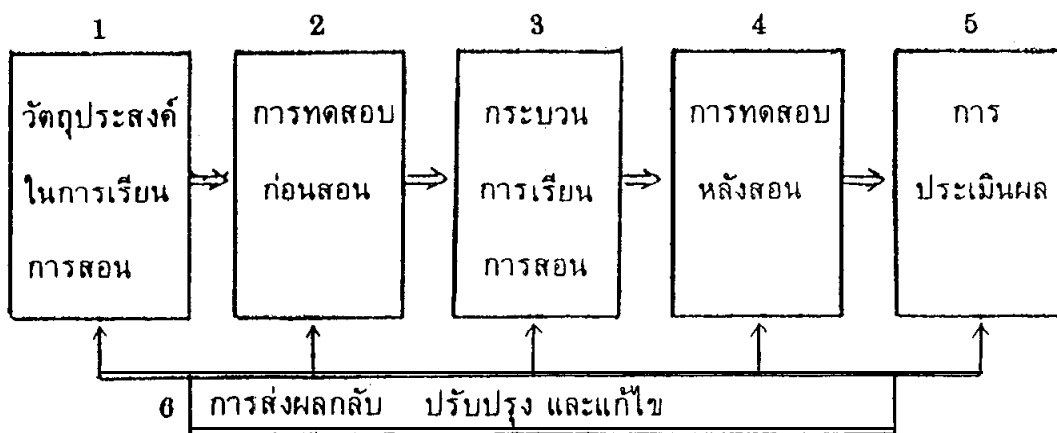 1
วัตถุประสงค์
ในการเรียน
การสอน
2
การทดสอบ
ก่อนสอน
3
กระบวน
การเรียน
การสอน
4
การทดสอบ
หลังสอน
5
การ
ประเมินผล
6 การส่งผลกลับ ปรับปรุง และแก้ไข